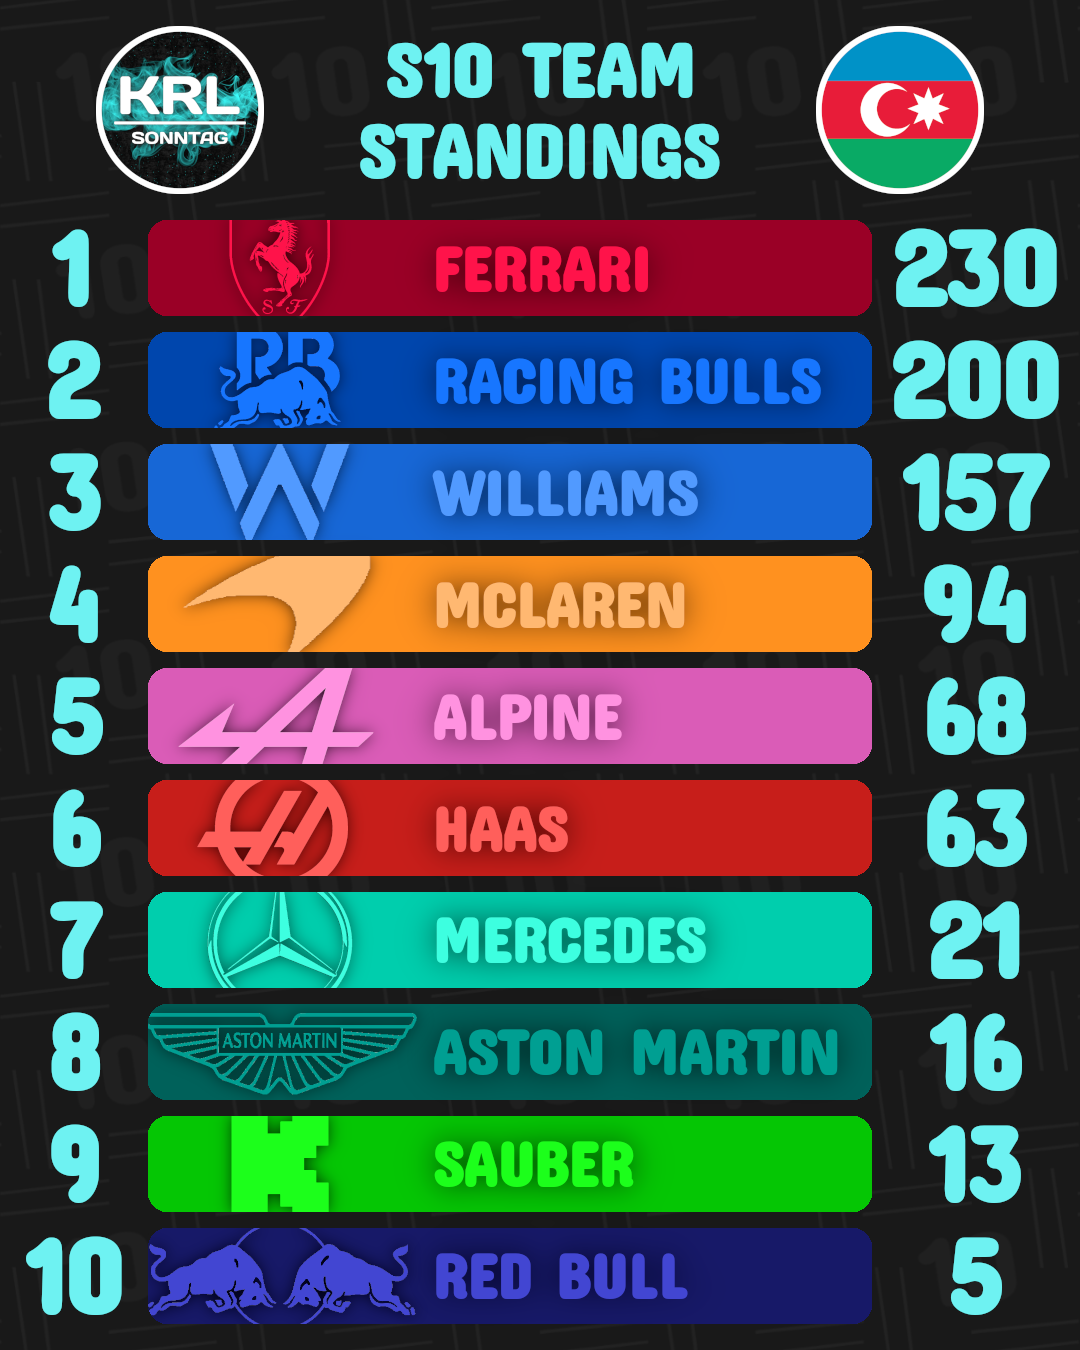 KRL
SONNTAG
S10 TEAM
STANDINGS
1 FERRARI 230
S F
2 RB RACING BULLS 200
3 W WILLIAMS 157
4 MCLAREN 94
5 A ALPINE 68
6 H HAAS 63
7 MERCEDES 21
8 ASTON MARTIN ASTON MARTIN 16
9 K SAUBER 13
10 RED BULL 5